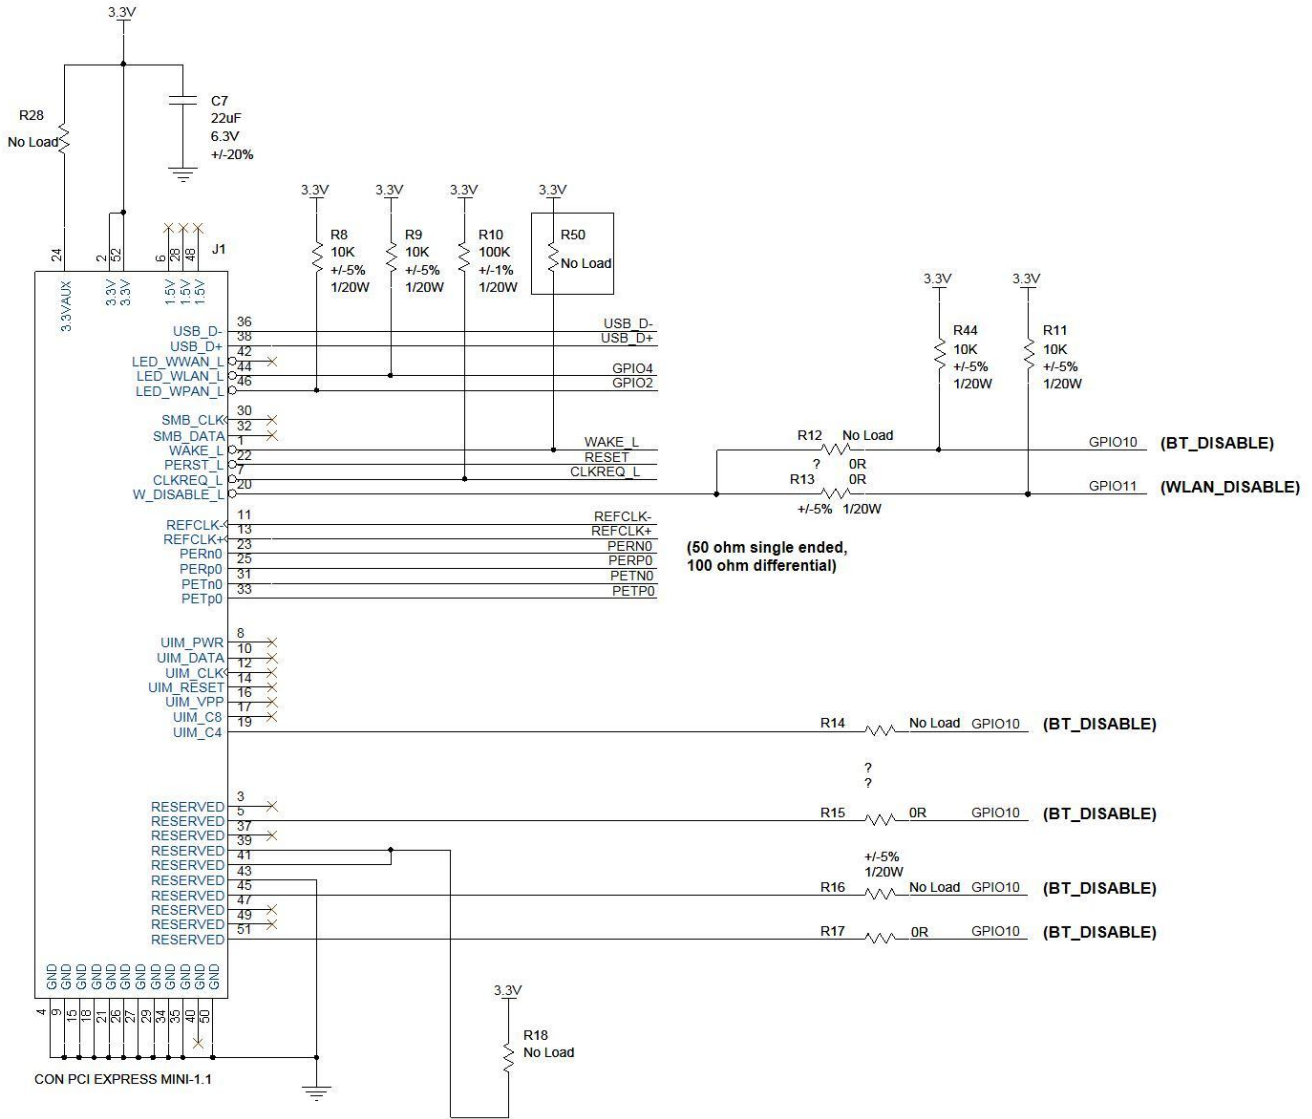 3.3V
R28
No Load
C7
22uF
6.3V
+/-20%
3.3V
3.3V
3.3V
3.3V
R8
10K
+/-5%
1/20W
R9
10K
+/-5%
1/20W
R10
100K
+/-1%
1/20W
R50
No Load
24
2
52
6
28
48
J1
3.3VAUX
3.3V
3.3V
1.5V
1.5V
1.5V
3.3V
3.3V
R44
10K
+/-5%
1/20W
R11
10K
+/-5%
1/20W
USB_D- 36 USB_D-
USB_D+ 38 USB_D+
LED_WWAN_L 42
LED_WLAN_L 44 GPIO4
LED_WPAN_L 46 GPIO2
SMB_CLK 30
SMB_DATA 32
WAKE_L 1 WAKE_L
PERST_L 22 RESET
CLKREQ_L 7 CLKREQ_L
W_DISABLE_L 20
R12 No Load
? 0R
GPIO10 (BT_DISABLE)
R13 0R
+/-5% 1/20W
GPIO11 (WLAN_DISABLE)
REFCLK- 11 REFCLK-
REFCLK+ 13 REFCLK+
PERn0 23 PERN0
PERp0 25 PERP0
PETn0 31 PETN0
PETp0 33 PETP0
(50 ohm single ended,
100 ohm differential)
UIM_PWR 8
UIM_DATA 10
UIM_CLK 12
UIM_RESET 14
UIM_VPP 16
UIM_C8 17
UIM_C4 19
R14 No Load GPIO10 (BT_DISABLE)
?
?
RESERVED 3
RESERVED 5
R15 0R GPIO10 (BT_DISABLE)
RESERVED 37
RESERVED 39
RESERVED 41
RESERVED 43
+/-5%
1/20W
RESERVED 45
R16 No Load GPIO10 (BT_DISABLE)
RESERVED 47
RESERVED 49
RESERVED 51
R17 0R GPIO10 (BT_DISABLE)
GND GND GND GND GND GND GND GND GND GND GND GND
4 9 15 18 21 26 27 29 34 35 40 50
3.3V
R18
No Load
CON PCI EXPRESS MINI-1.1